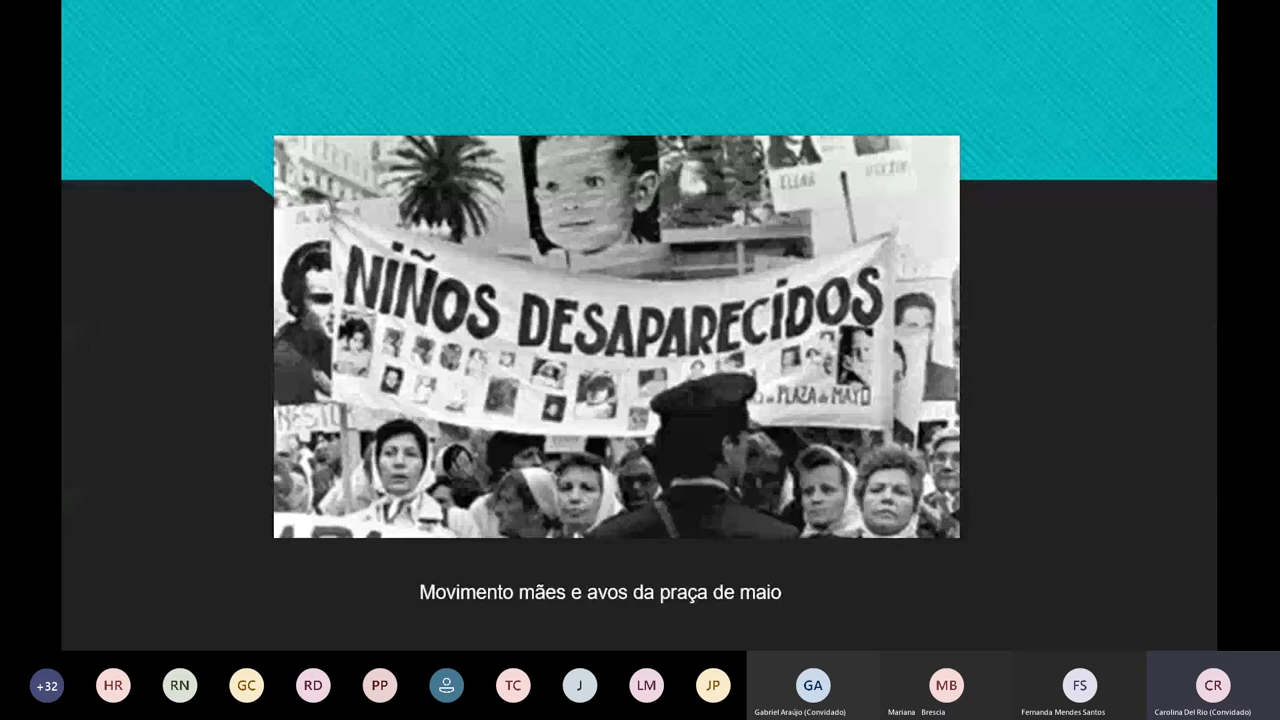 NIÑOS DESAPARECIDOS
PLAZA de MAYO
NESTO
Movimento mães e avos da praça de maio
+32
HR
RN
GC
RD
PP
TC
J
LM
JP
GA
MB
FS
CR
Gabriel Araújo (Convidado)
Mariana Brescia
Fernanda Mendes Santos
Carolina Del Rio (Convidado)